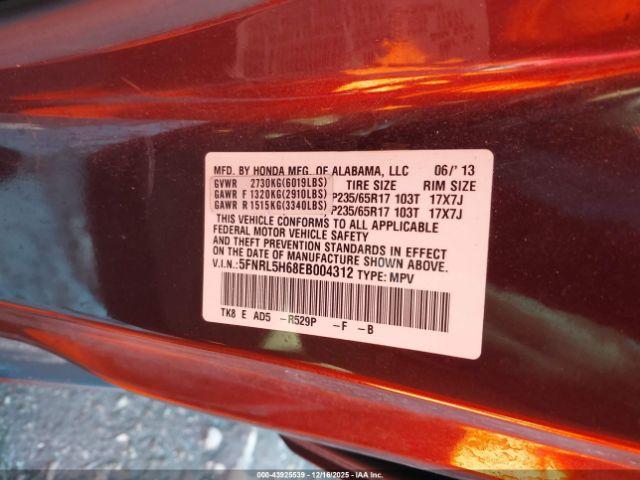 MFD. BY HONDA MFG. OF ALABAMA, LLC 06/'13
GVWR 2730KG(6019LBS) TIRE SIZE RIM SIZE
GAWR F 1320KG(2910LBS) P235/65R17 103T 17X7J
GAWR R 1515KG(3340LBS) P235/65R17 103T 17X7J
THIS VEHICLE CONFORMS TO ALL APPLICABLE
FEDERAL MOTOR VEHICLE SAFETY
AND THEFT PREVENTION STANDARDS IN EFFECT
ON THE DATE OF MANUFACTURE SHOWN ABOVE.
V.I.N.: 5FNRL5H68EB004312 TYPE: MPV
TK8 E AD5 -R529P -F -B
000-43925539 - 12/16/2025 - IAA Inc.